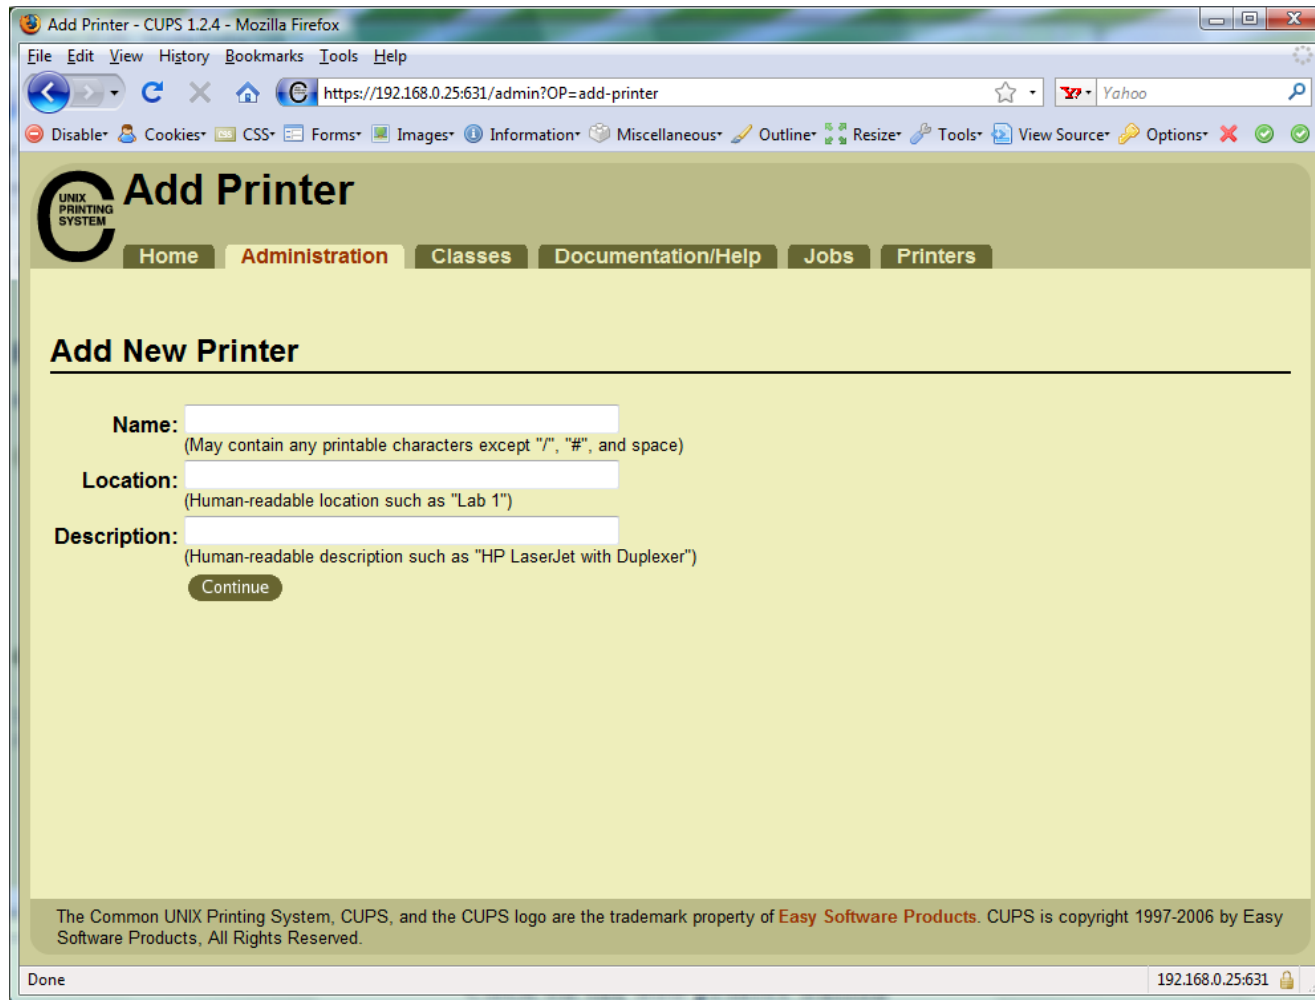 Add Printer - CUPS 1.2.4 - Mozilla Firefox
File Edit View History Bookmarks Tools Help
https://192.168.0.25:631/admin?OP=add-printer
Yahoo
Disable Cookies CSS Forms Images Information Miscellaneous Outline Resize Tools View Source Options
UNIX
PRINTING
SYSTEM
Add Printer
Home Administration Classes Documentation/Help Jobs Printers
Add New Printer
Name:
(May contain any printable characters except "/", "#", and space)
Location:
(Human-readable location such as "Lab 1")
Description:
(Human-readable description such as "HP LaserJet with Duplexer")
Continue
The Common UNIX Printing System, CUPS, and the CUPS logo are the trademark property of Easy Software Products. CUPS is copyright 1997-2006 by Easy
Software Products, All Rights Reserved.
Done 192.168.0.25:631